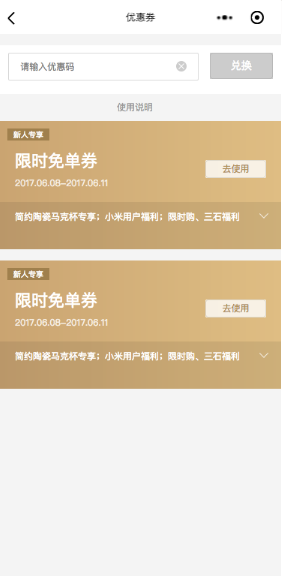 优惠券
请输入优惠码
兑换
使用说明
新人专享
限时免单券
去使用
2017.06.08-2017.06.11
简约陶瓷马克杯专享；小米用户福利；限时购、三石福利
新人专享
限时免单券
去使用
2017.06.08-2017.06.11
简约陶瓷马克杯专享；小米用户福利；限时购、三石福利